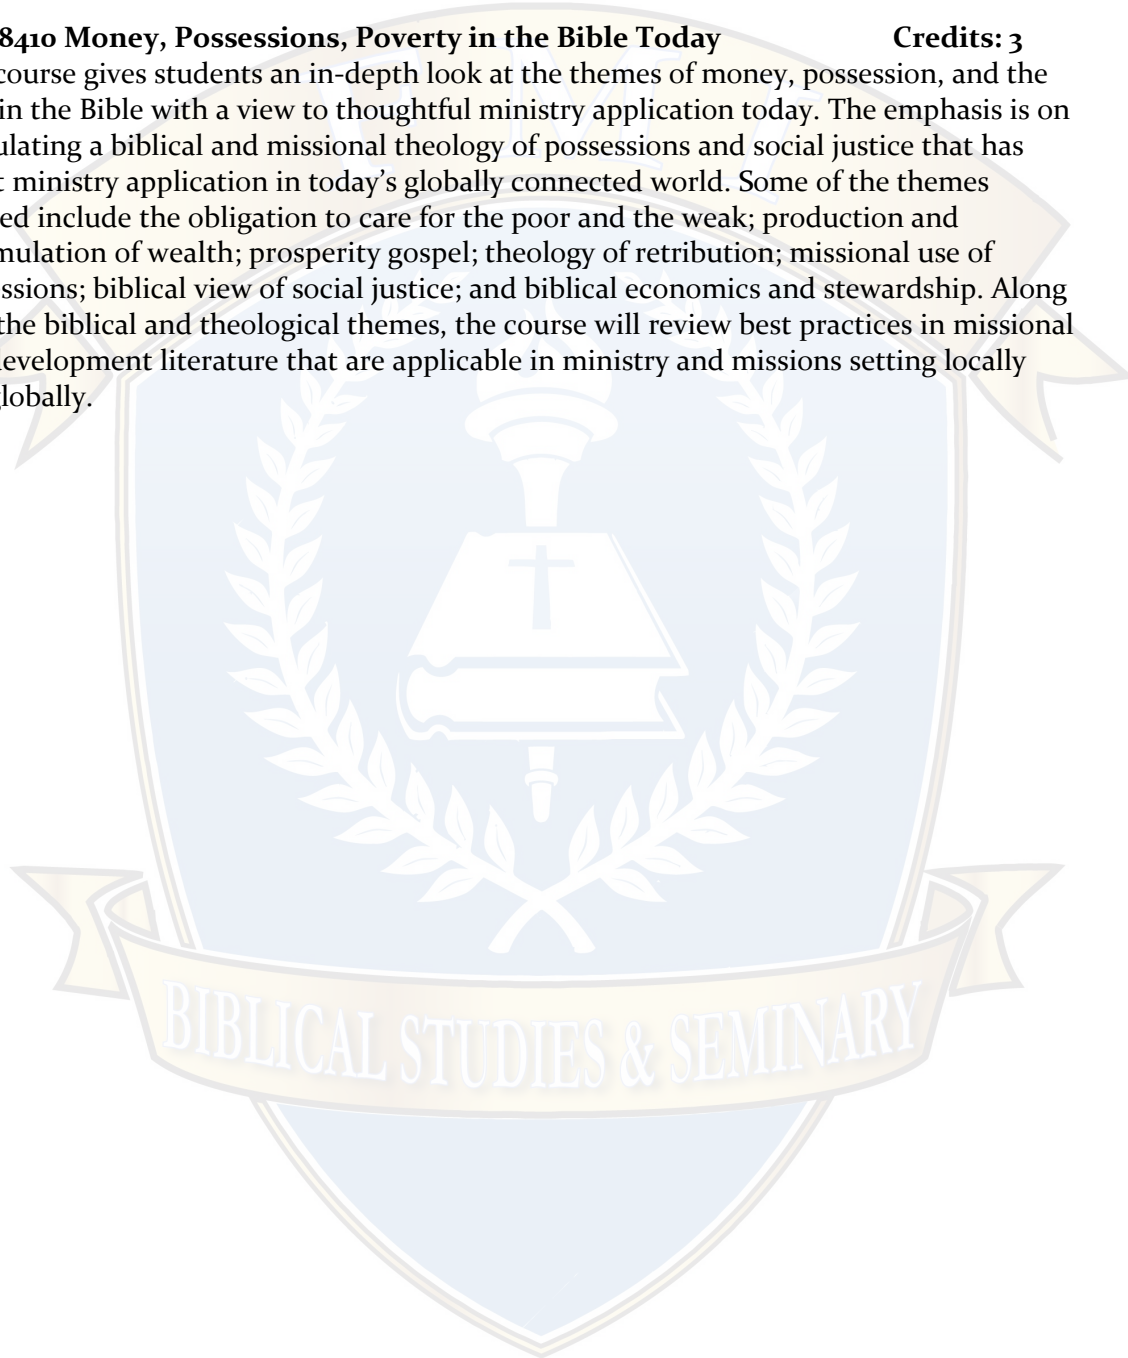 8410 Money, Possessions, Poverty in the Bible Today Credits: 3
course gives students an in-depth look at the themes of money, possession, and the
in the Bible with a view to thoughtful ministry application today. The emphasis is on
ulating a biblical and missional theology of possessions and social justice that has
t ministry application in today's globally connected world. Some of the themes
ed include the obligation to care for the poor and the weak; production and
mulation of wealth; prosperity gospel; theology of retribution; missional use of
ssions; biblical view of social justice; and biblical economics and stewardship. Along
the biblical and theological themes, the course will review best practices in missional
development literature that are applicable in ministry and missions setting locally
globally.
BIBLICAL STUDIES & SEMINARY